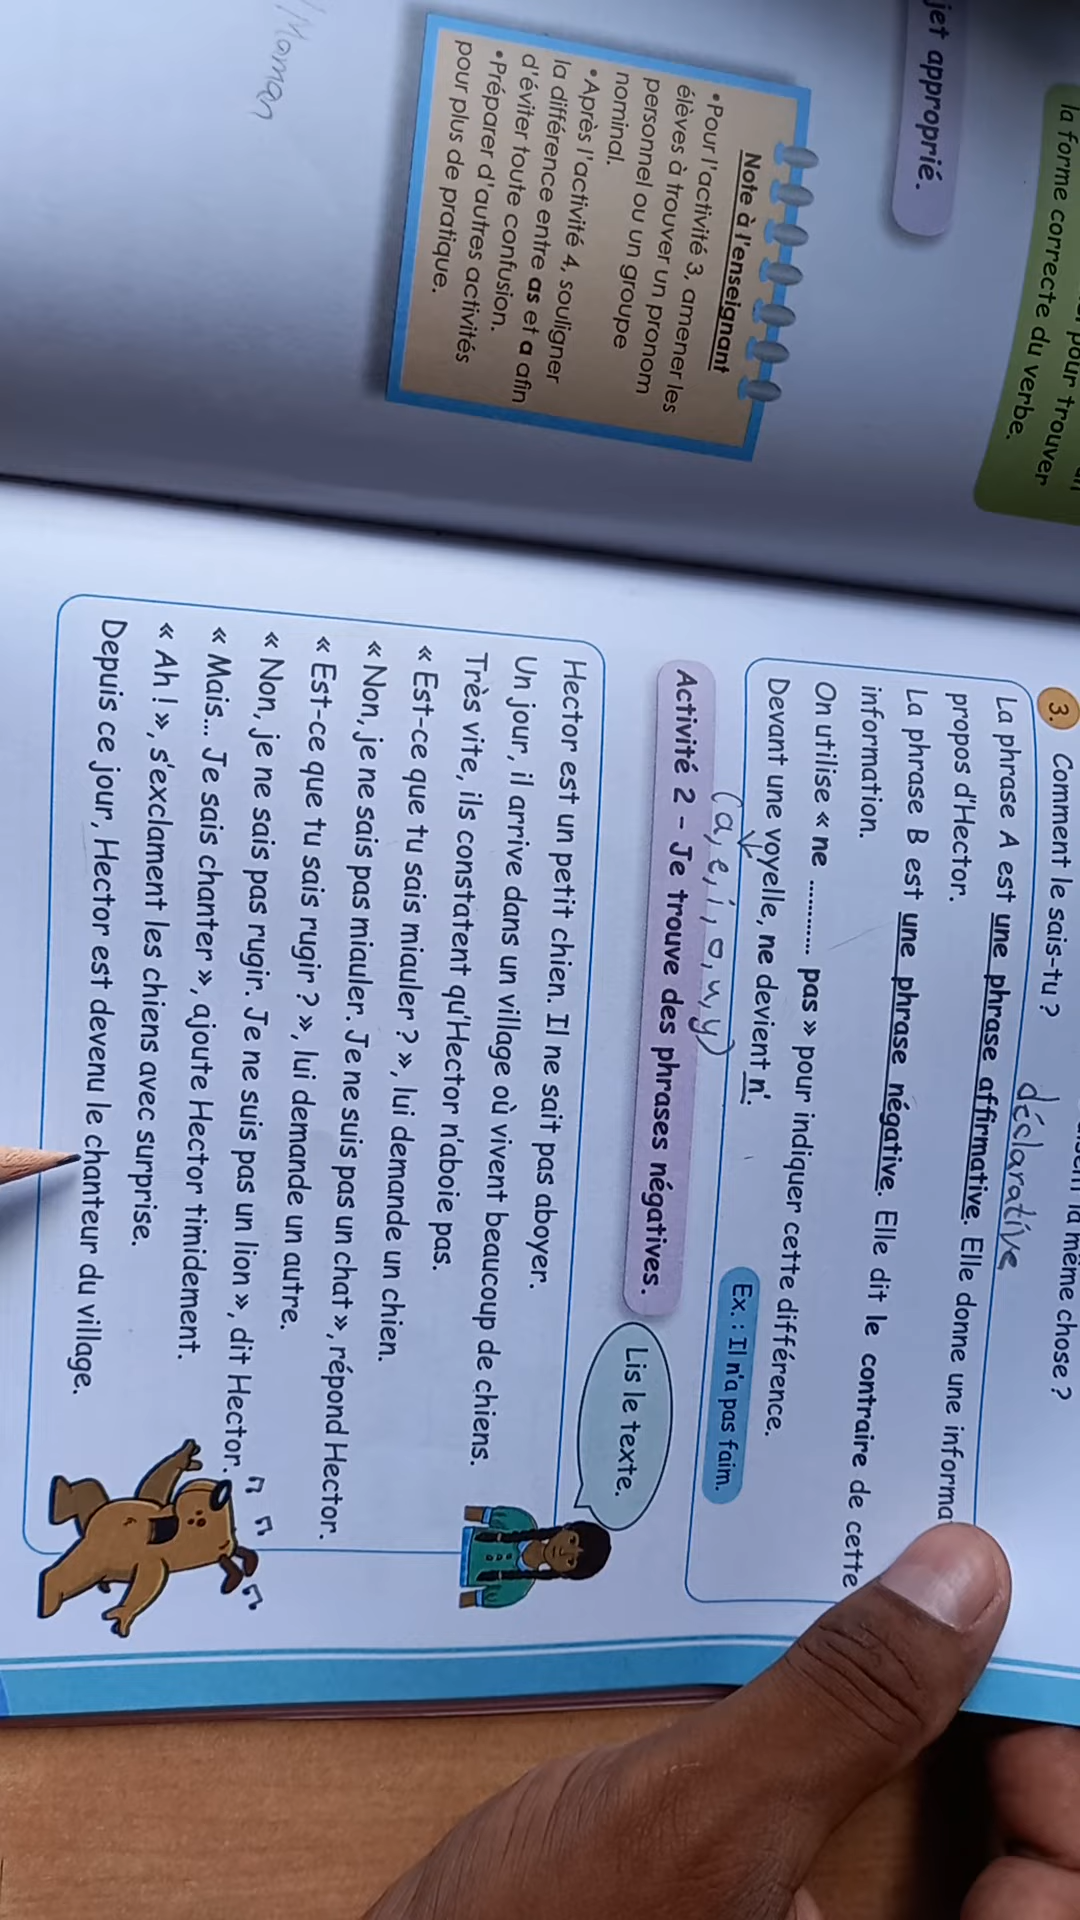 la forme correcte du verbe.
pour trouver
jet approprié.
Note à l'enseignant
•Pour l'activité 3, amener les
élèves à trouver un pronom
personnel ou un groupe
nominal.
•Après l'activité 4, souligner
la différence entre as et a afin
d'éviter toute confusion.
•Préparer d'autres activités
pour plus de pratique.
Maman
la même chose ?
3. Comment le sais-tu ?
déclarative
La phrase A est une phrase affirmative. Elle donne une informa
propos d'Hector.
La phrase B est une phrase négative. Elle dit le contraire de cette
information.
On utilise « ne ............ pas » pour indiquer cette différence.
Devant une voyelle, ne devient n'.
Ex. : Il n'a pas faim.
(a, e, i, o, u, y)
Activité 2 - Je trouve des phrases négatives.
Lis le texte.
Hector est un petit chien. Il ne sait pas aboyer.
Un jour, il arrive dans un village où vivent beaucoup de chiens.
Très vite, ils constatent qu'Hector n'aboie pas.
« Est-ce que tu sais miauler ? », lui demande un chien.
« Non, je ne sais pas miauler. Je ne suis pas un chat », répond Hector.
« Est-ce que tu sais rugir ? », lui demande un autre.
« Non, je ne sais pas rugir. Je ne suis pas un lion », dit Hector.
« Mais... Je sais chanter », ajoute Hector timidement.
« Ah ! », s'exclament les chiens avec surprise.
Depuis ce jour, Hector est devenu le chanteur du village.